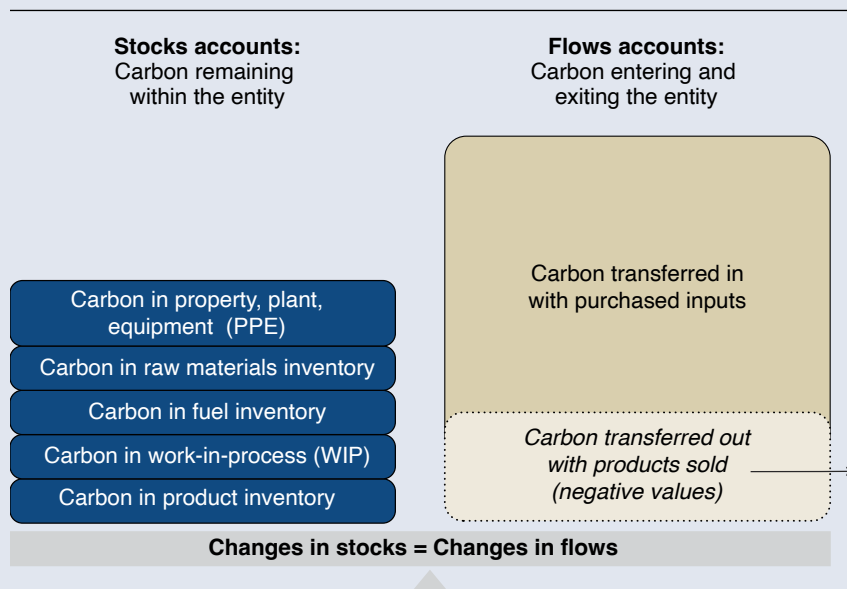 Stocks accounts:
Carbon remaining
within the entity
Flows accounts:
Carbon entering and
exiting the entity
Carbon in property, plant,
equipment (PPE)
Carbon in raw materials inventory
Carbon in fuel inventory
Carbon in work-in-process (WIP)
Carbon in product inventory
Carbon transferred in
with purchased inputs
Carbon transferred out
with products sold
(negative values)
Changes in stocks = Changes in flows